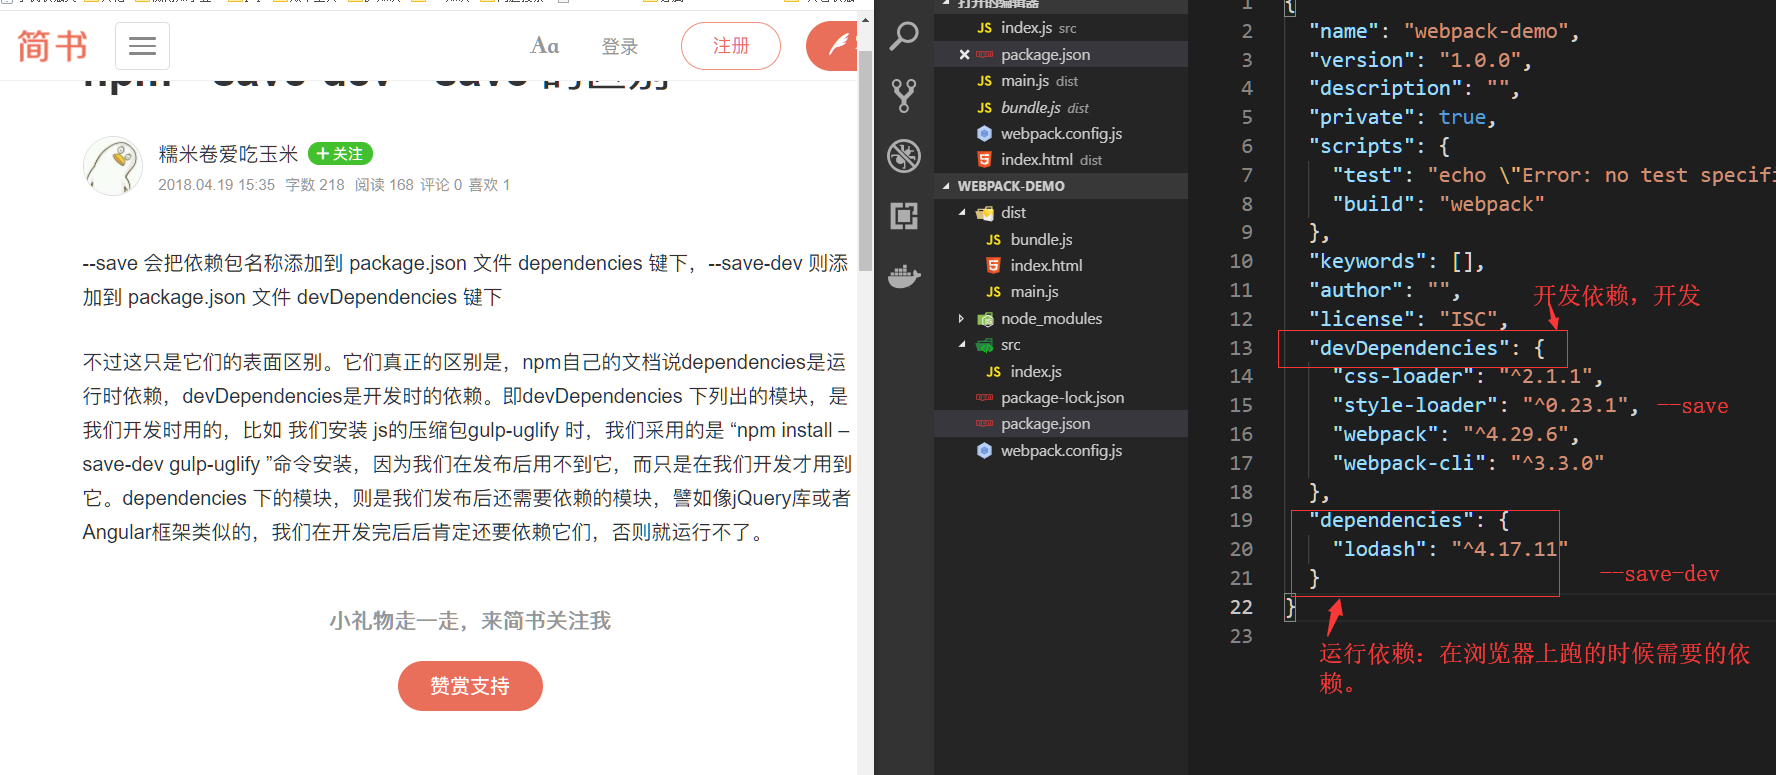 简书
Aa
登录
注册
npm --save-dev --save 的区别
糯米卷爱吃玉米
+ 关注
2018.04.19 15:35 字数 218 阅读 168 评论 0 喜欢 1
--save 会把依赖包名称添加到 package.json 文件 dependencies 键下，--save-dev 则添
加到 package.json 文件 devDependencies 键下
不过这只是它们的表面区别。它们真正的区别是，npm自己的文档说dependencies是运
行时依赖，devDependencies是开发时的依赖。即devDependencies 下列出的模块，是
我们开发时用的，比如 我们安装 js的压缩包gulp-uglify 时，我们采用的是 “npm install –
save-dev gulp-uglify ”命令安装，因为我们在发布后用不到它，而只是在我们开发才用到
它。dependencies 下的模块，则是我们发布后还需要依赖的模块，譬如像jQuery库或者
Angular框架类似的，我们在开发完后后肯定还要依赖它们，否则就运行不了。
小礼物走一走，来简书关注我
赞赏支持
打开的编辑器
JS index.js src
package.json
JS main.js dist
JS bundle.js dist
webpack.config.js
index.html dist
WEBPACK-DEMO
dist
JS bundle.js
index.html
JS main.js
node_modules
src
JS index.js
package-lock.json
package.json
webpack.config.js
1 {
2 "name": "webpack-demo",
3 "version": "1.0.0",
4 "description": "",
5 "private": true,
6 "scripts": {
7 "test": "echo \"Error: no test specifi
8 "build": "webpack"
9 },
10 "keywords": [],
11 "author": "",
开发依赖，开发
12 "license": "ISC",
13 "devDependencies": {
14 "css-loader": "^2.1.1",
15 "style-loader": "^0.23.1", --save
16 "webpack": "^4.29.6",
17 "webpack-cli": "^3.3.0"
18 },
19 "dependencies": {
20 "lodash": "^4.17.11"
21 }
--save-dev
22 }
23
运行依赖：在浏览器上跑的时候需要的依
赖。